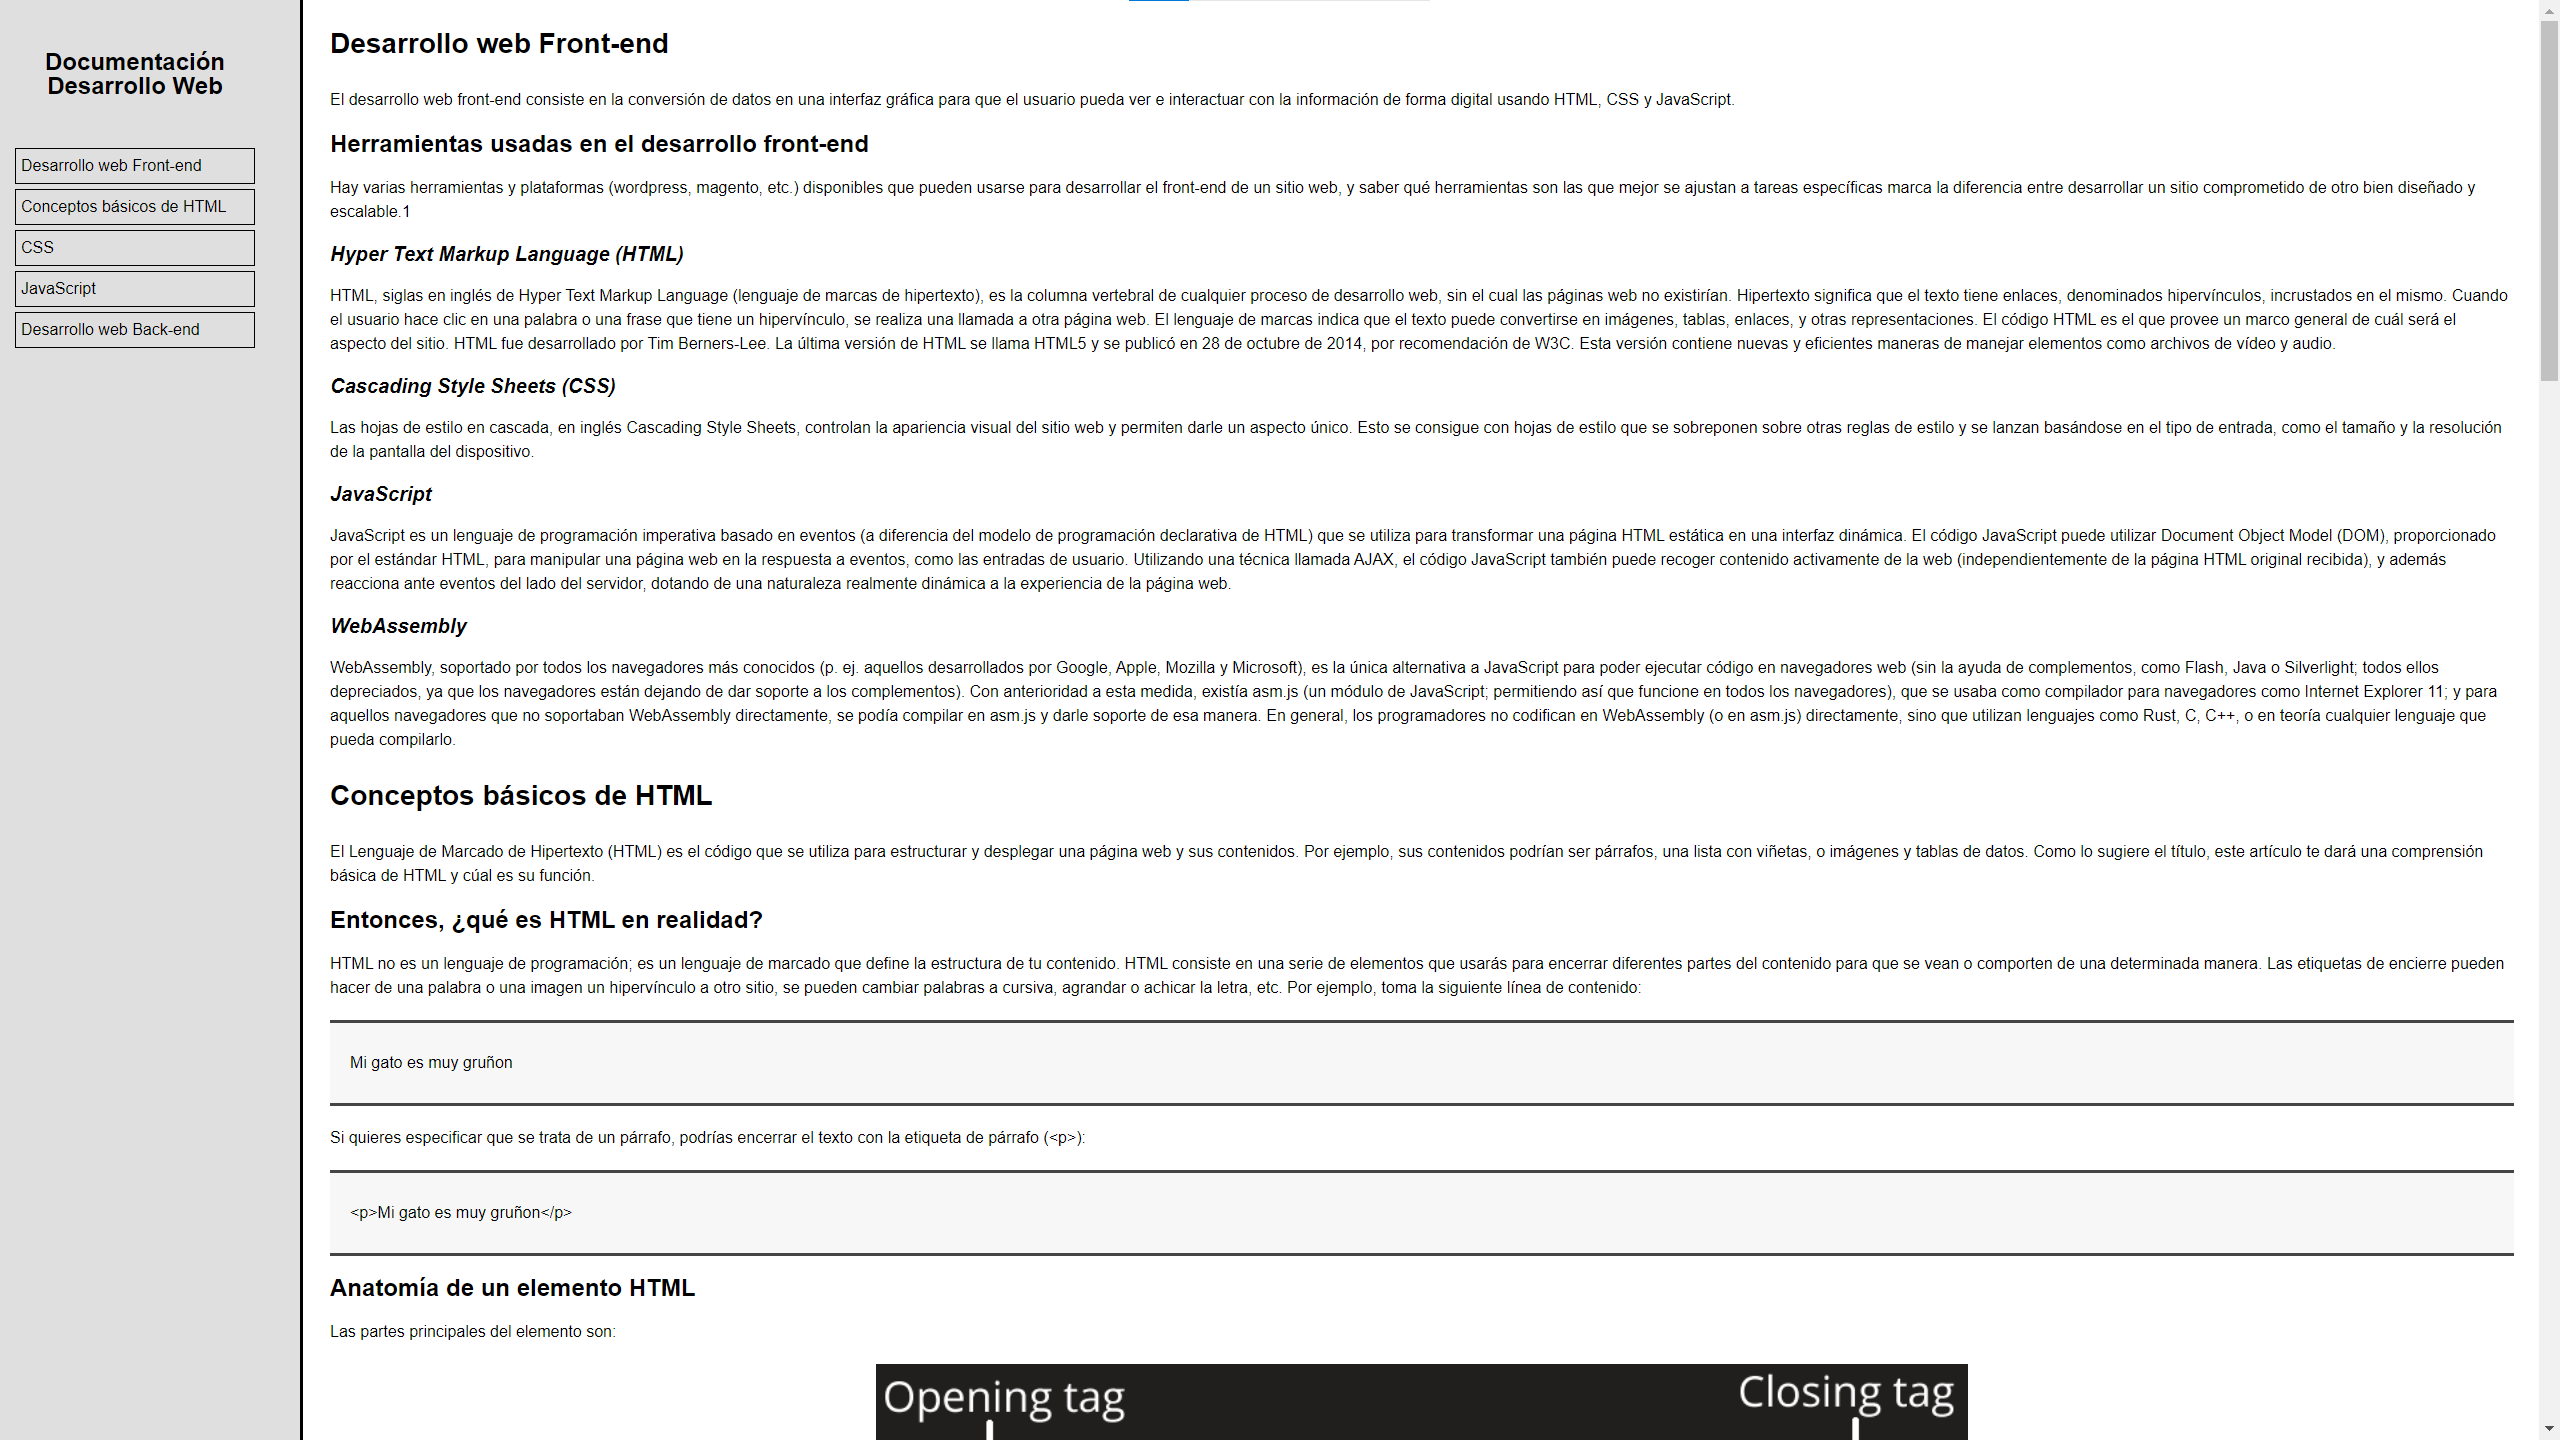 Documentación
Desarrollo Web
Desarrollo web Front-end
Conceptos básicos de HTML
CSS
JavaScript
Desarrollo web Back-end
Desarrollo web Front-end
El desarrollo web front-end consiste en la conversión de datos en una interfaz gráfica para que el usuario pueda ver e interactuar con la información de forma digital usando HTML, CSS y JavaScript.
Herramientas usadas en el desarrollo front-end
Hay varias herramientas y plataformas (wordpress, magento, etc.) disponibles que pueden usarse para desarrollar el front-end de un sitio web, y saber qué herramientas son las que mejor se ajustan a tareas específicas marca la diferencia entre desarrollar un sitio comprometido de otro bien diseñado y
escalable.1
Hyper Text Markup Language (HTML)
HTML, siglas en inglés de Hyper Text Markup Language (lenguaje de marcas de hipertexto), es la columna vertebral de cualquier proceso de desarrollo web, sin el cual las páginas web no existirían. Hipertexto significa que el texto tiene enlaces, denominados hipervínculos, incrustados en el mismo. Cuando
el usuario hace clic en una palabra o una frase que tiene un hipervínculo, se realiza una llamada a otra página web. El lenguaje de marcas indica que el texto puede convertirse en imágenes, tablas, enlaces, y otras representaciones. El código HTML es el que provee un marco general de cuál será el
aspecto del sitio. HTML fue desarrollado por Tim Berners-Lee. La última versión de HTML se llama HTML5 y se publicó en 28 de octubre de 2014, por recomendación de W3C. Esta versión contiene nuevas y eficientes maneras de manejar elementos como archivos de vídeo y audio.
Cascading Style Sheets (CSS)
Las hojas de estilo en cascada, en inglés Cascading Style Sheets, controlan la apariencia visual del sitio web y permiten darle un aspecto único. Esto se consigue con hojas de estilo que se sobreponen sobre otras reglas de estilo y se lanzan basándose en el tipo de entrada, como el tamaño y la resolución
de la pantalla del dispositivo.
JavaScript
JavaScript es un lenguaje de programación imperativa basado en eventos (a diferencia del modelo de programación declarativa de HTML) que se utiliza para transformar una página HTML estática en una interfaz dinámica. El código JavaScript puede utilizar Document Object Model (DOM), proporcionado
por el estándar HTML, para manipular una página web en la respuesta a eventos, como las entradas de usuario. Utilizando una técnica llamada AJAX, el código JavaScript también puede recoger contenido activamente de la web (independientemente de la página HTML original recibida), y además
reacciona ante eventos del lado del servidor, dotando de una naturaleza realmente dinámica a la experiencia de la página web.
WebAssembly
WebAssembly, soportado por todos los navegadores más conocidos (p. ej. aquellos desarrollados por Google, Apple, Mozilla y Microsoft), es la única alternativa a JavaScript para poder ejecutar código en navegadores web (sin la ayuda de complementos, como Flash, Java o Silverlight; todos ellos
depreciados, ya que los navegadores están dejando de dar soporte a los complementos). Con anterioridad a esta medida, existía asm.js (un módulo de JavaScript; permitiendo así que funcione en todos los navegadores), que se usaba como compilador para navegadores como Internet Explorer 11; y para
aquellos navegadores que no soportaban WebAssembly directamente, se podía compilar en asm.js y darle soporte de esa manera. En general, los programadores no codifican en WebAssembly (o en asm.js) directamente, sino que utilizan lenguajes como Rust, C, C++, o en teoría cualquier lenguaje que
pueda compilarlo.
Conceptos básicos de HTML
El Lenguaje de Marcado de Hipertexto (HTML) es el código que se utiliza para estructurar y desplegar una página web y sus contenidos. Por ejemplo, sus contenidos podrían ser párrafos, una lista con viñetas, o imágenes y tablas de datos. Como lo sugiere el título, este artículo te dará una comprensión
básica de HTML y cúal es su función.
Entonces, ¿qué es HTML en realidad?
HTML no es un lenguaje de programación; es un lenguaje de marcado que define la estructura de tu contenido. HTML consiste en una serie de elementos que usarás para encerrar diferentes partes del contenido para que se vean o comporten de una determinada manera. Las etiquetas de encierre pueden
hacer de una palabra o una imagen un hipervínculo a otro sitio, se pueden cambiar palabras a cursiva, agrandar o achicar la letra, etc. Por ejemplo, toma la siguiente línea de contenido:
Mi gato es muy gruñon
Si quieres especificar que se trata de un párrafo, podrías encerrar el texto con la etiqueta de párrafo (<p>):
<p>Mi gato es muy gruñon</p>
Anatomía de un elemento HTML
Las partes principales del elemento son:
Opening tag
Closing tag